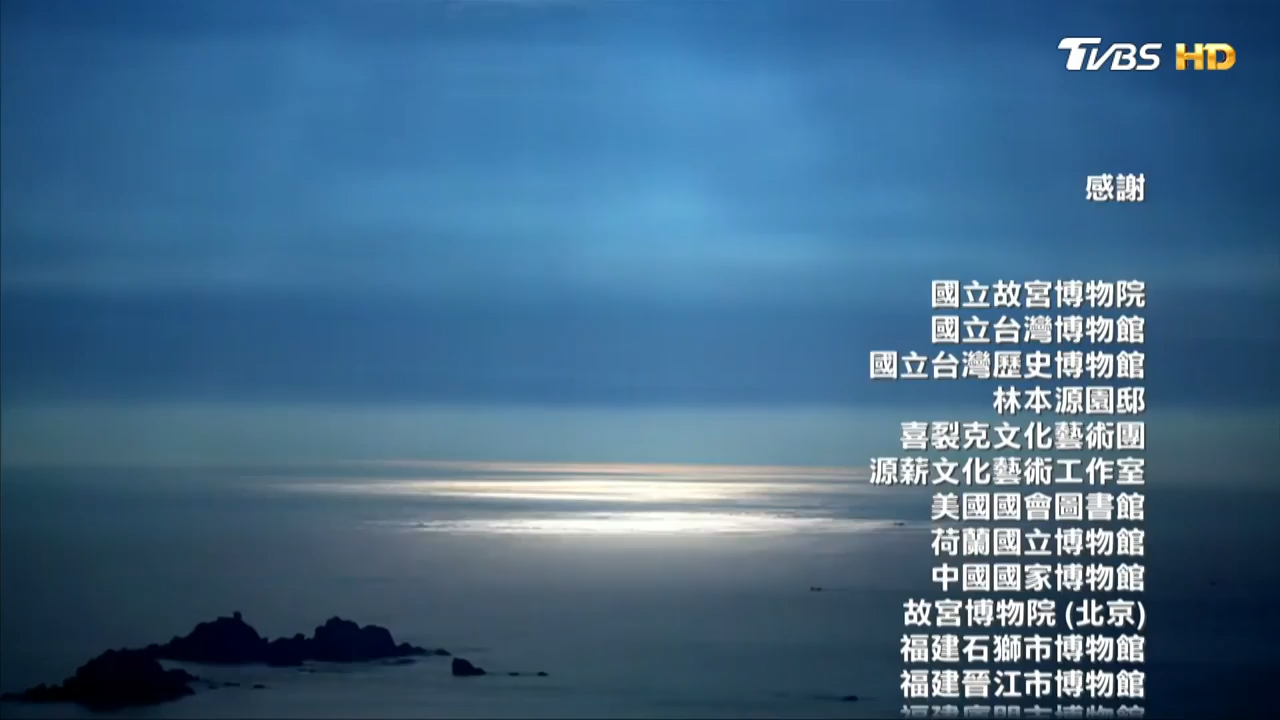 TVBS HD
感謝
國立故宮博物院
國立台灣博物館
國立台灣歷史博物館
林本源園邸
喜裂克文化藝術團
源薪文化藝術工作室
美國國會圖書館
荷蘭國立博物館
中國國家博物館
故宮博物院 (北京)
福建石獅市博物館
福建晉江市博物館